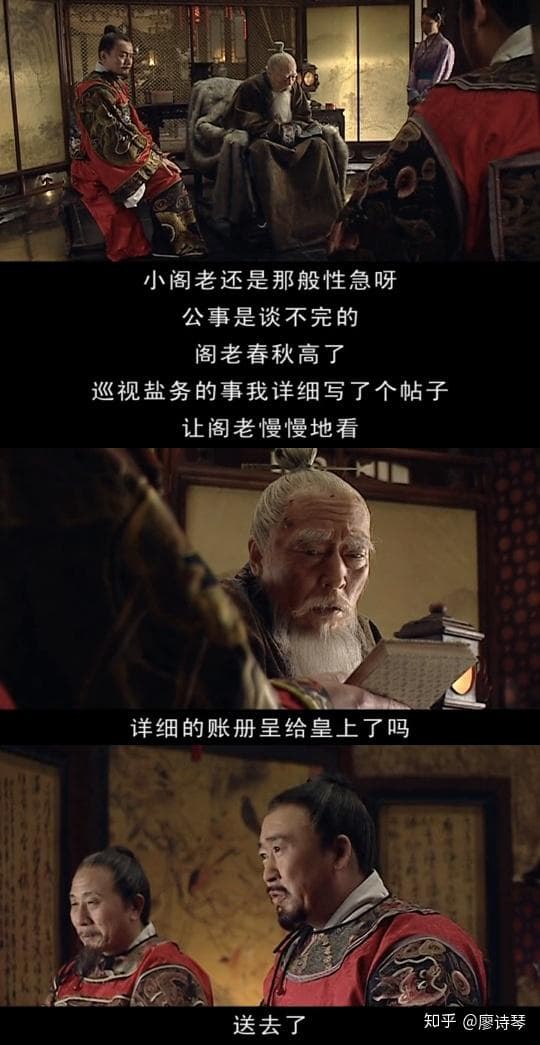 小阁老还是那般性急呀
公事是谈不完的
阁老春秋高了
巡视盐务的事我详细写了个帖子
让阁老慢慢地看
详细的账册呈给皇上了吗
送去了
知乎 @廖诗琴